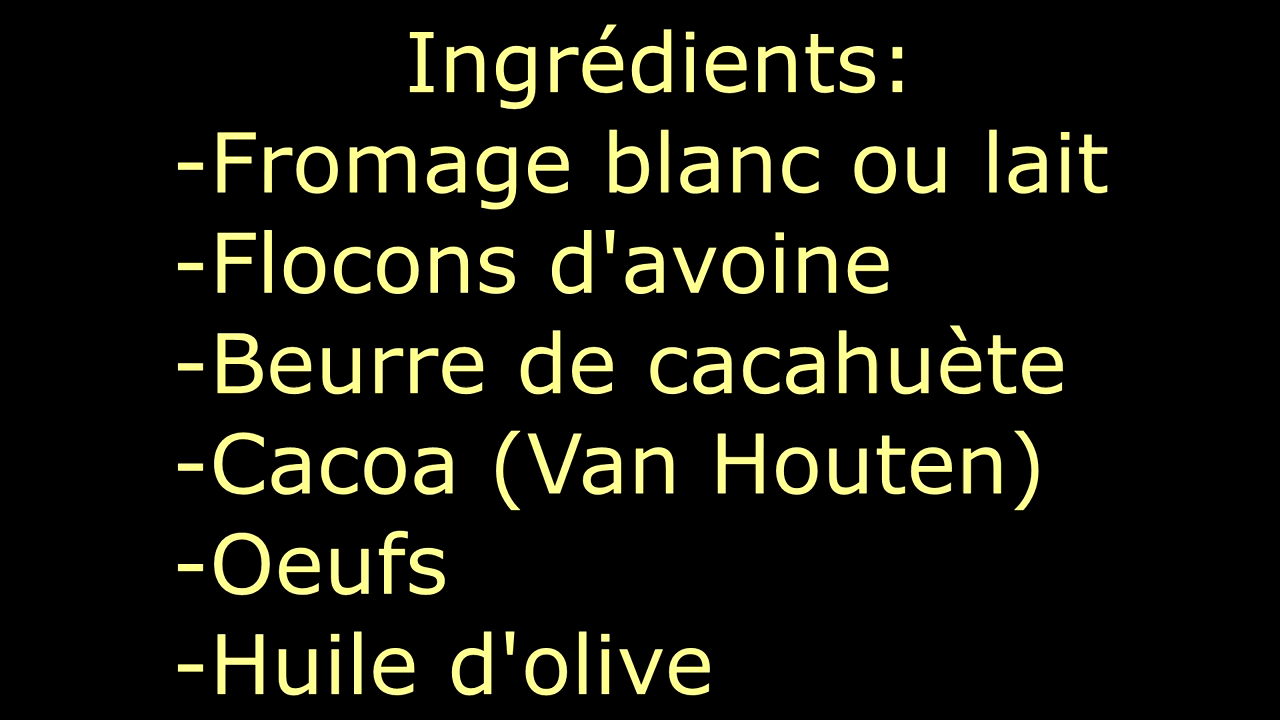 Ingrédients:
-Fromage blanc ou lait
-Flocons d'avoine
-Beurre de cacahuète
-Cacoa (Van Houten)
-Oeufs
-Huile d'olive